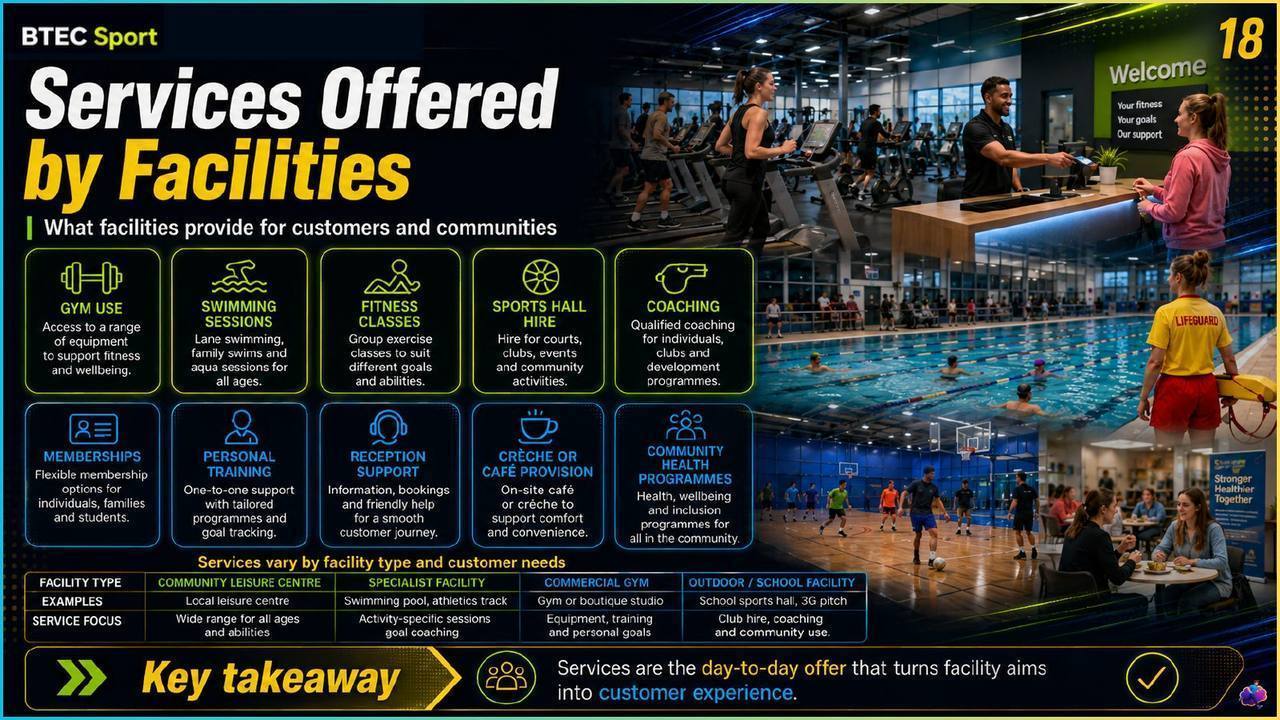 BTEC Sport
18
Services Offered
by Facilities
What facilities provide for customers and communities
Welcome
Your fitness
Your goals
Our support
LIFEGUARD
Stronger
Healthier
Together
GYM USE
Access to a range
of equipment
to support fitness
and wellbeing.
SWIMMING
SESSIONS
Lane swimming,
family swims and
aqua sessions for
all ages.
FITNESS
CLASSES
Group exercise
classes to suit
different goals
and abilities.
SPORTS HALL
HIRE
Hire for courts,
clubs, events
and community
activities.
COACHING
Qualified coaching
for individuals,
clubs and
development
programmes.
MEMBERSHIPS
Flexible membership
options for
individuals, families
and students.
PERSONAL
TRAINING
One-to-one support
with tailored
programmes and
goal tracking.
RECEPTION
SUPPORT
Information, bookings
and friendly help
for a smooth
customer journey.
CRÈCHE OR
CAFÉ PROVISION
On-site café
or crèche to
support comfort
and convenience.
COMMUNITY
HEALTH
PROGRAMMES
Health, wellbeing
and inclusion
programmes for
all in the community.
Services vary by facility type and customer needs
FACILITY TYPE COMMUNITY LEISURE CENTRE SPECIALIST FACILITY COMMERCIAL GYM OUTDOOR / SCHOOL FACILITY
EXAMPLES Local leisure centre Swimming pool, athletics track Gym or boutique studio School sports hall, 3G pitch
SERVICE FOCUS Wide range for all ages Activity-specific sessions Equipment, training Club hire, coaching
and abilities goal coaching and personal goals and community use.
Key takeaway
Services are the day-to-day offer that turns facility aims
into customer experience.